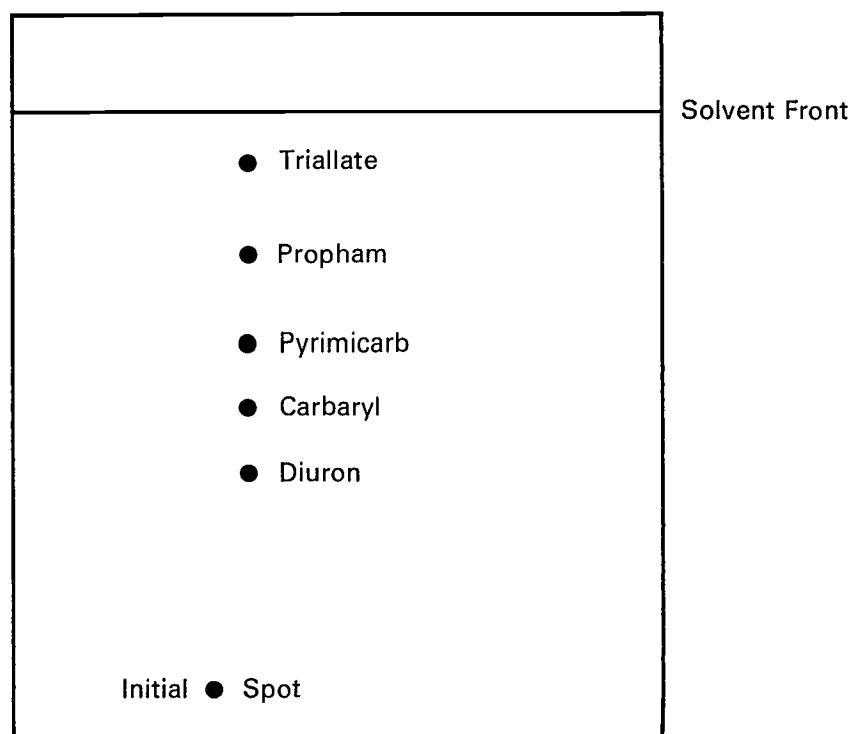 Solvent Front
Triallate
Propham
Pyrimicarb
Carbaryl
Diuron
Initial Spot